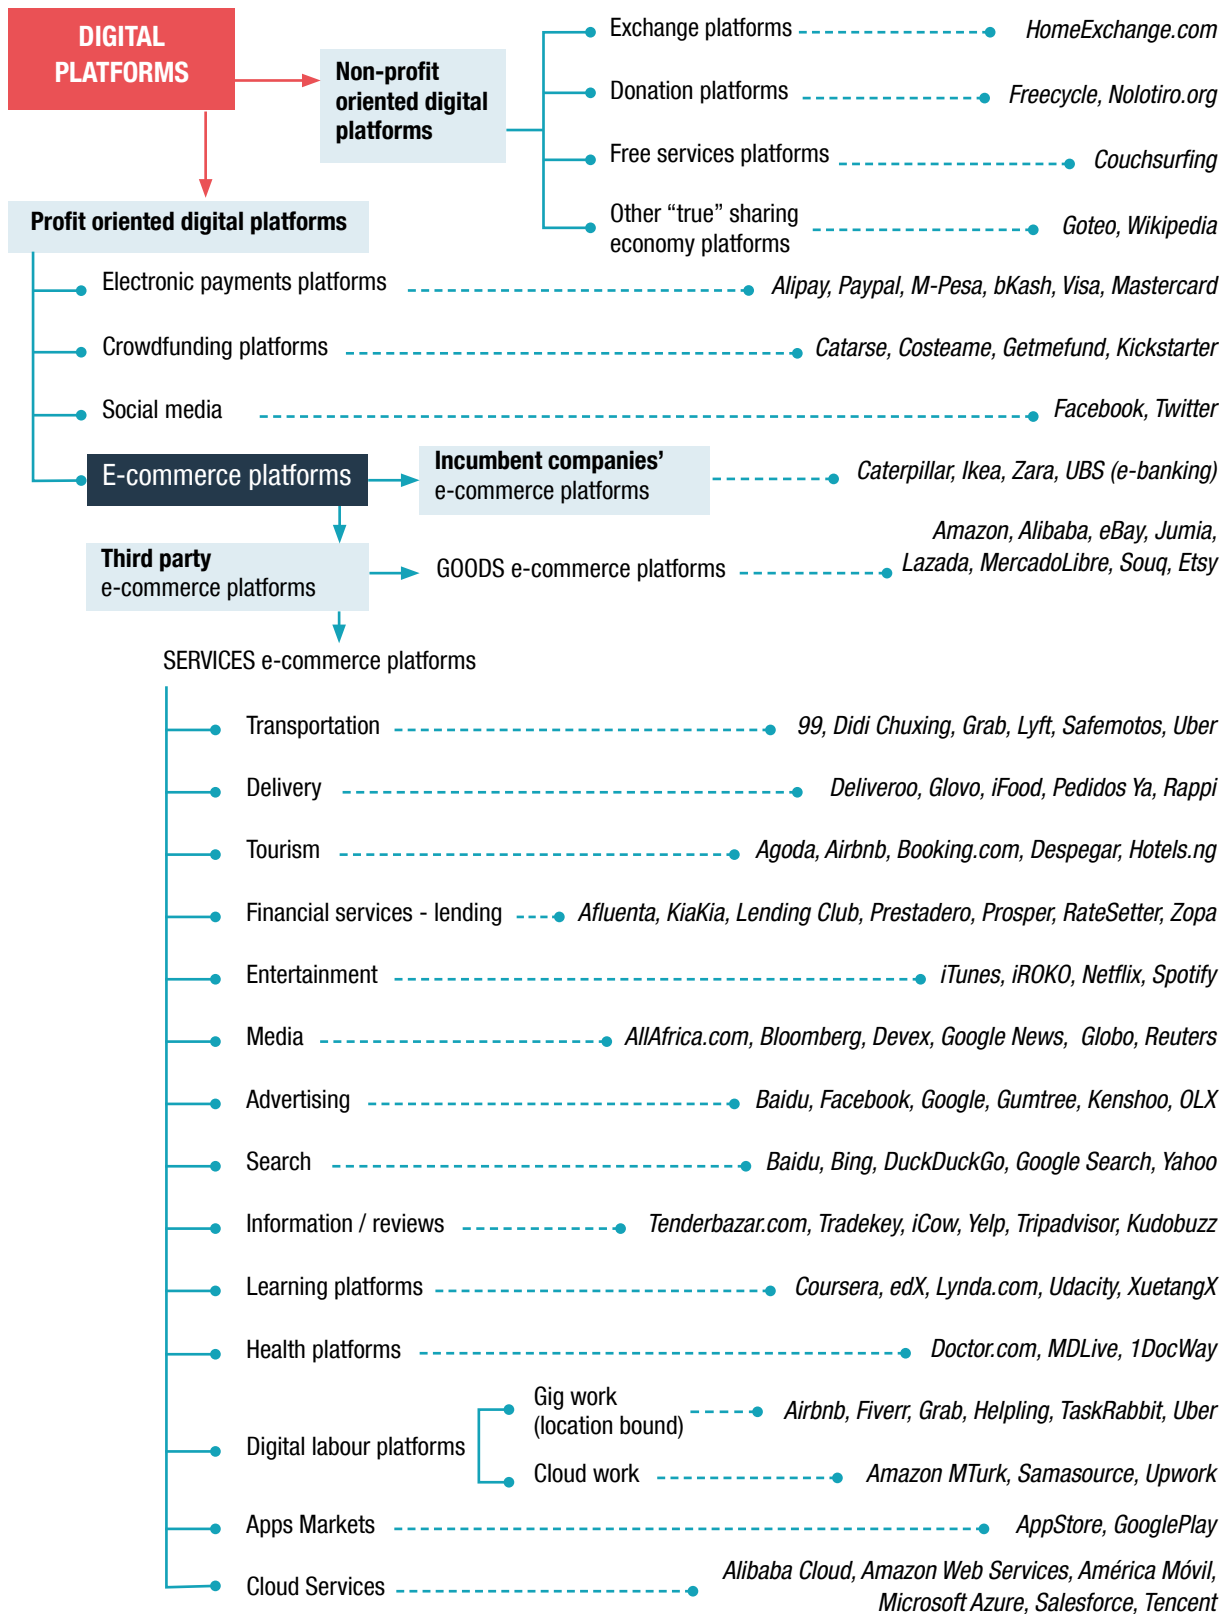 DIGITAL
PLATFORMS
Non-profit
oriented digital
platforms
Exchange platforms
HomeExchange.com
Donation platforms
Freecycle, Nolotiro.org
Free services platforms
Couchsurfing
Other “true” sharing
economy platforms
Goteo, Wikipedia
Profit oriented digital platforms
Electronic payments platforms
Alipay, Paypal, M-Pesa, bKash, Visa, Mastercard
Crowdfunding platforms
Catarse, Costeame, Getmefund, Kickstarter
Social media
Facebook, Twitter
E-commerce platforms
Incumbent companies’
e-commerce platforms
Caterpillar, Ikea, Zara, UBS (e-banking)
Third party
e-commerce platforms
GOODS e-commerce platforms
Amazon, Alibaba, eBay, Jumia,
Lazada, MercadoLibre, Souq, Etsy
SERVICES e-commerce platforms
Transportation
99, Didi Chuxing, Grab, Lyft, Safemotos, Uber
Delivery
Deliveroo, Glovo, iFood, Pedidos Ya, Rappi
Tourism
Agoda, Airbnb, Booking.com, Despegar, Hotels.ng
Financial services - lending
Afluenta, KiaKia, Lending Club, Prestadero, Prosper, RateSetter, Zopa
Entertainment
iTunes, iROKO, Netflix, Spotify
Media
AllAfrica.com, Bloomberg, Devex, Google News, Globo, Reuters
Advertising
Baidu, Facebook, Google, Gumtree, Kenshoo, OLX
Search
Baidu, Bing, DuckDuckGo, Google Search, Yahoo
Information / reviews
Tenderbazar.com, Tradekey, iCow, Yelp, Tripadvisor, Kudobuzz
Learning platforms
Coursera, edX, Lynda.com, Udacity, XuetangX
Health platforms
Doctor.com, MDLive, 1DocWay
Digital labour platforms
Gig work
(location bound)
Airbnb, Fiverr, Grab, Helpling, TaskRabbit, Uber
Cloud work
Amazon MTurk, Samasource, Upwork
Apps Markets
AppStore, GooglePlay
Cloud Services
Alibaba Cloud, Amazon Web Services, América Móvil,
Microsoft Azure, Salesforce, Tencent